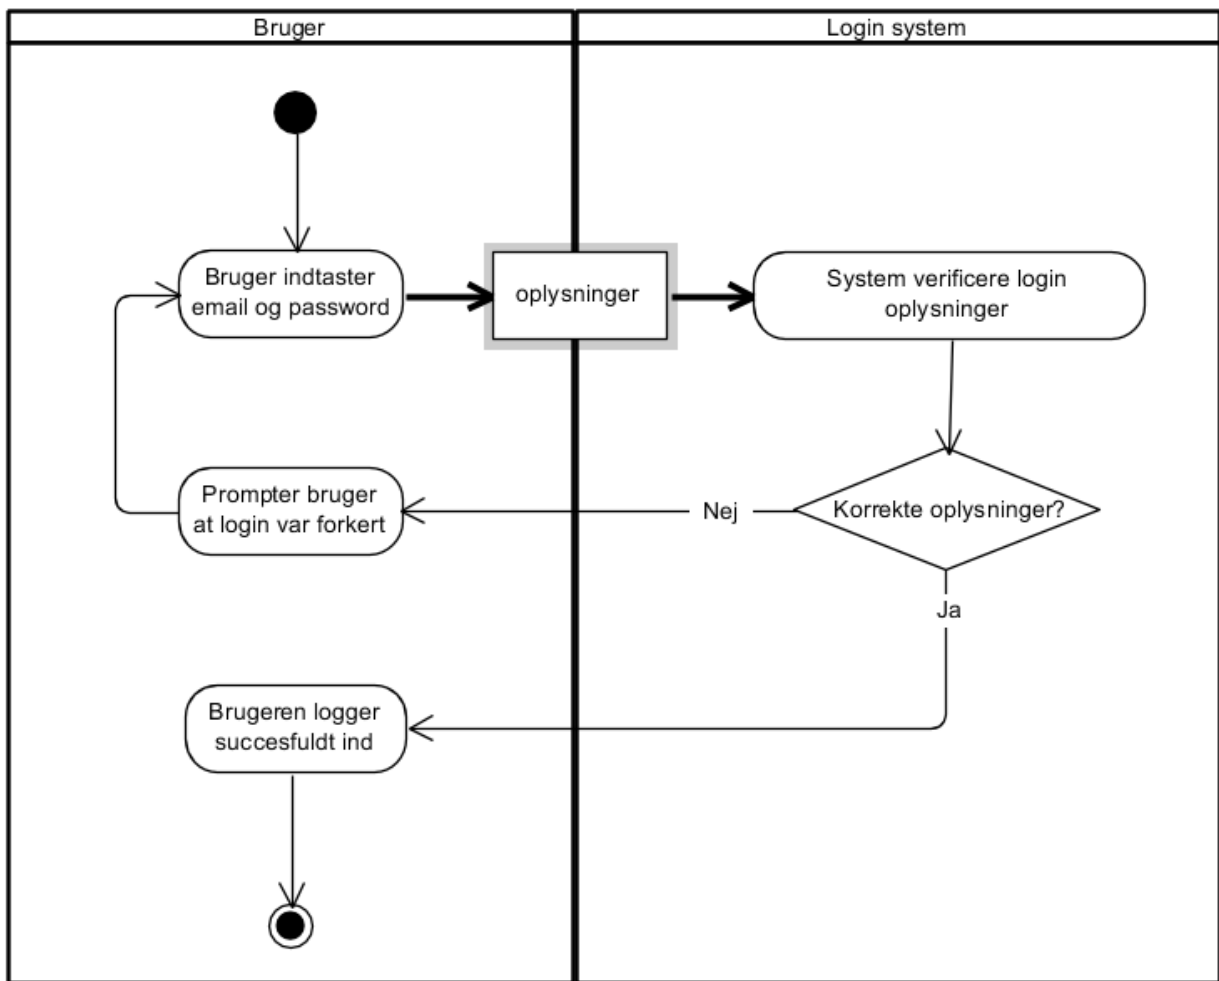 Bruger
Login system
Bruger indtaster
email og password
oplysninger
System verificere login
oplysninger
Prompter bruger
at login var forkert
Nej
Korrekte oplysninger?
Ja
Brugeren logger
succesfuldt ind